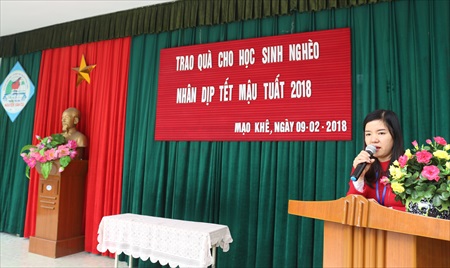 TRAO QUÀ CHO HỌC SINH NGHÈO
NHÂN DỊP TẾT MẬU TUẤT 2018
MẠO KHÊ, NGÀY 09-02-2018